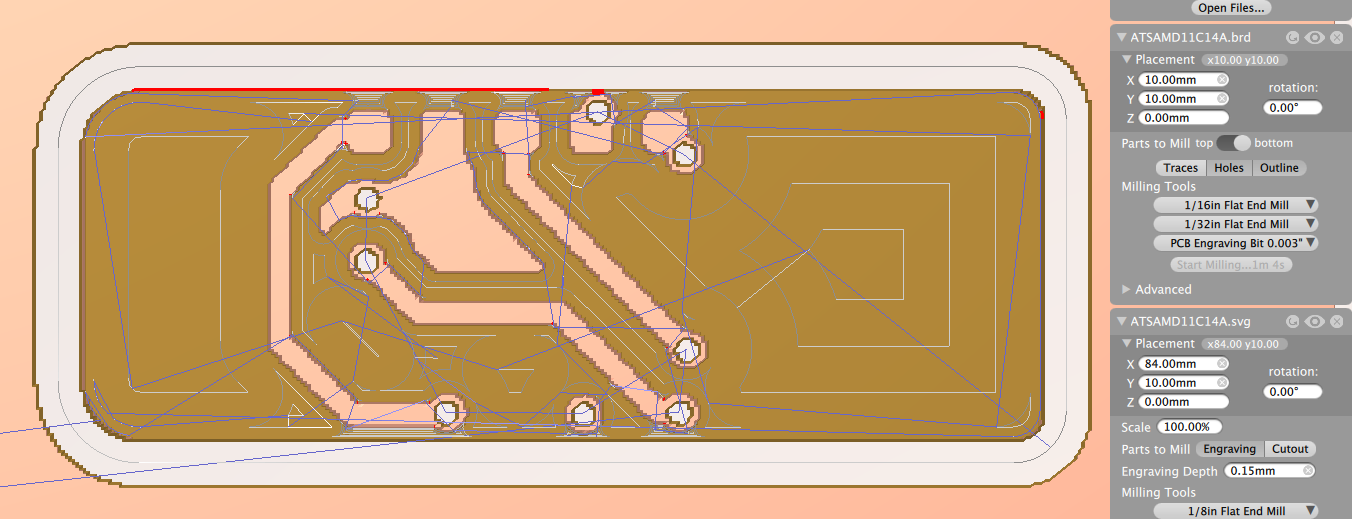 Open Files...
ATSAMD11C14A.brd
Placement x10.00 y10.00
X 10.00mm rotation:
Y 10.00mm 0.00°
Z 0.00mm
Parts to Mill top bottom
Traces Holes Outline
Milling Tools
1/16in Flat End Mill
1/32in Flat End Mill
PCB Engraving Bit 0.003"
Start Milling...1m 4s
Advanced
ATSAMD11C14A.svg
Placement x84.00 y10.00
X 84.00mm rotation:
Y 10.00mm 0.00°
Z 0.00mm
Scale 100.00%
Parts to Mill Engraving Cutout
Engraving Depth 0.15mm
Milling Tools
1/8in Flat End Mill